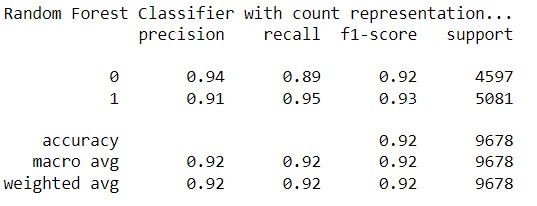 Random Forest Classifier with count representation...
precision recall f1-score support
0 0.94 0.89 0.92 4597
1 0.91 0.95 0.93 5081
accuracy 0.92 9678
macro avg 0.92 0.92 0.92 9678
weighted avg 0.92 0.92 0.92 9678